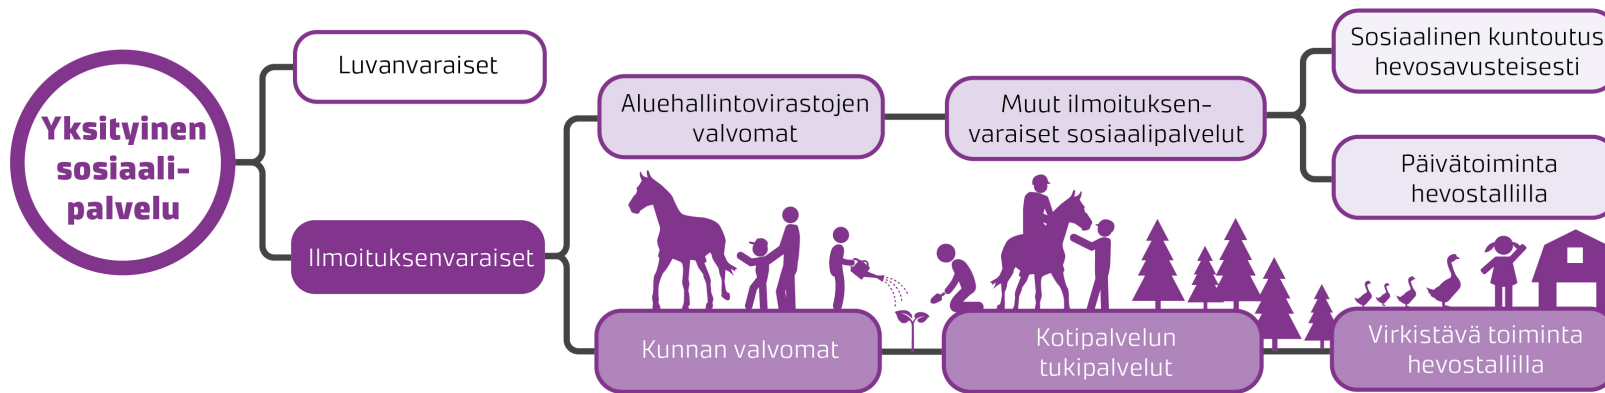 Yksityinen
sosiaali-
palvelu
Luvanvaraiset
Ilmoituksenvaraiset
Aluehallintovirastojen
valvomat
Muut ilmoituksen-
varaiset sosiaalipalvelut
Sosiaalinen kuntoutus
hevosavusteisesti
Päivätoiminta
hevostallilla
Kunnan valvomat
Kotipalvelun
tukipalvelut
Virkistävä toiminta
hevostallilla